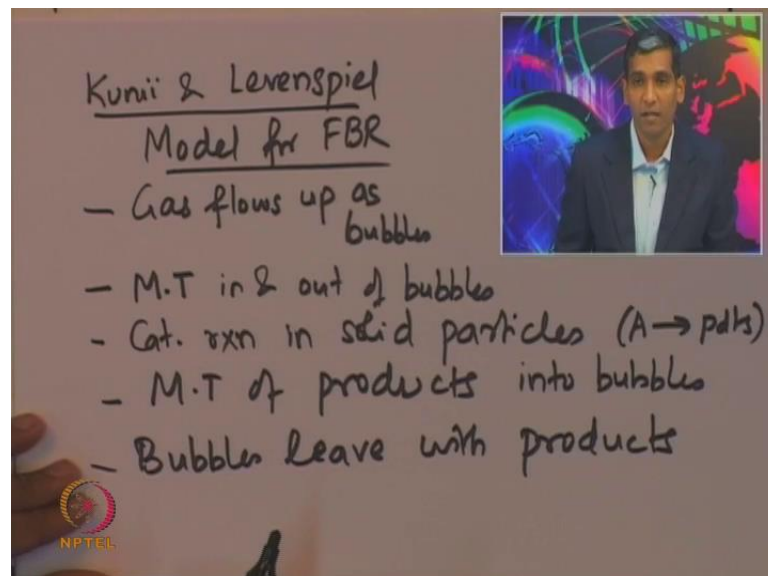 Kunii & Levenspiel
Model for FBR
– Gas flows up as
bubbles
– M.T in & out of bubbles
- Cat. rxn in solid particles (A → pdts)
– M.T of products into bubbles
– Bubbles leave with products
NPTEL